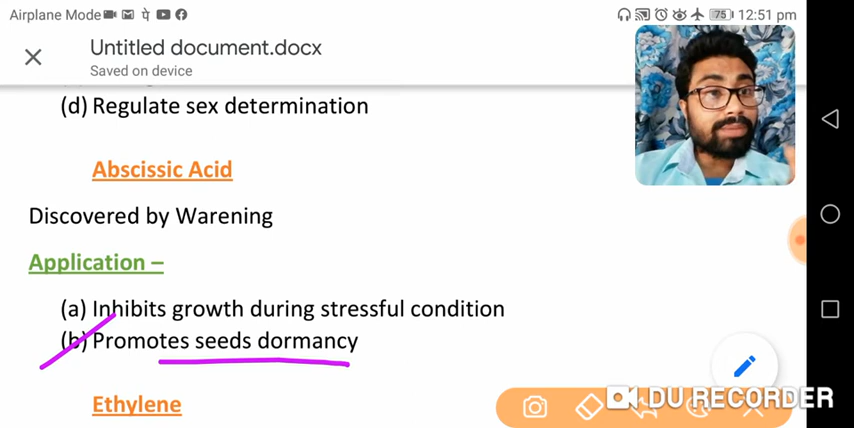 Airplane Mode
75 12:51 pm
Untitled document.docx
Saved on device
(d) Regulate sex determination
Abscissic Acid
Discovered by Warening
Application –
(a) Inhibits growth during stressful condition
(b) Promotes seeds dormancy
Ethylene
DU RECORDER